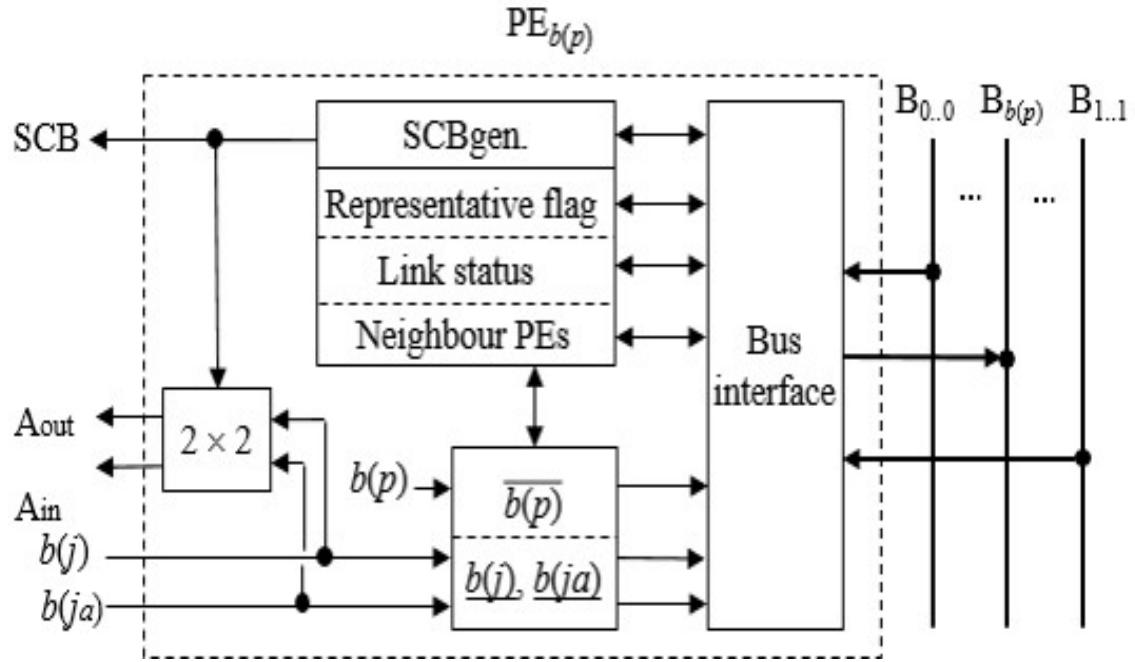 PE b(p)
B0..0 Bb(p) B1..1
SCB
SCBgen.
... ...
Representative flag
Link status
Neighbour PEs
Bus
interface
Aout
2 × 2
b(p)
b(p)
Ain
b(j)
b(j), b(ja)
b(ja)